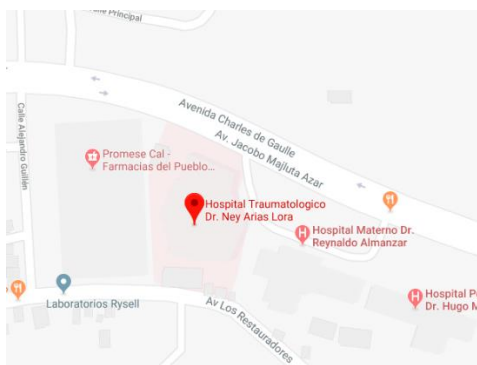 Principal
Avenida Charles de Gaulle
Av. Jacobo Majluta Azar
Calle Alejandro Guillén
Promese Cal -
Farmacias del Pueblo...
Hospital Traumatologico
Dr. Ney Arias Lora
Hospital Materno Dr.
Reynaldo Almanzar
Laboratorios Rysell
Av Los Restauradores
Hospital P
Dr. Hugo M